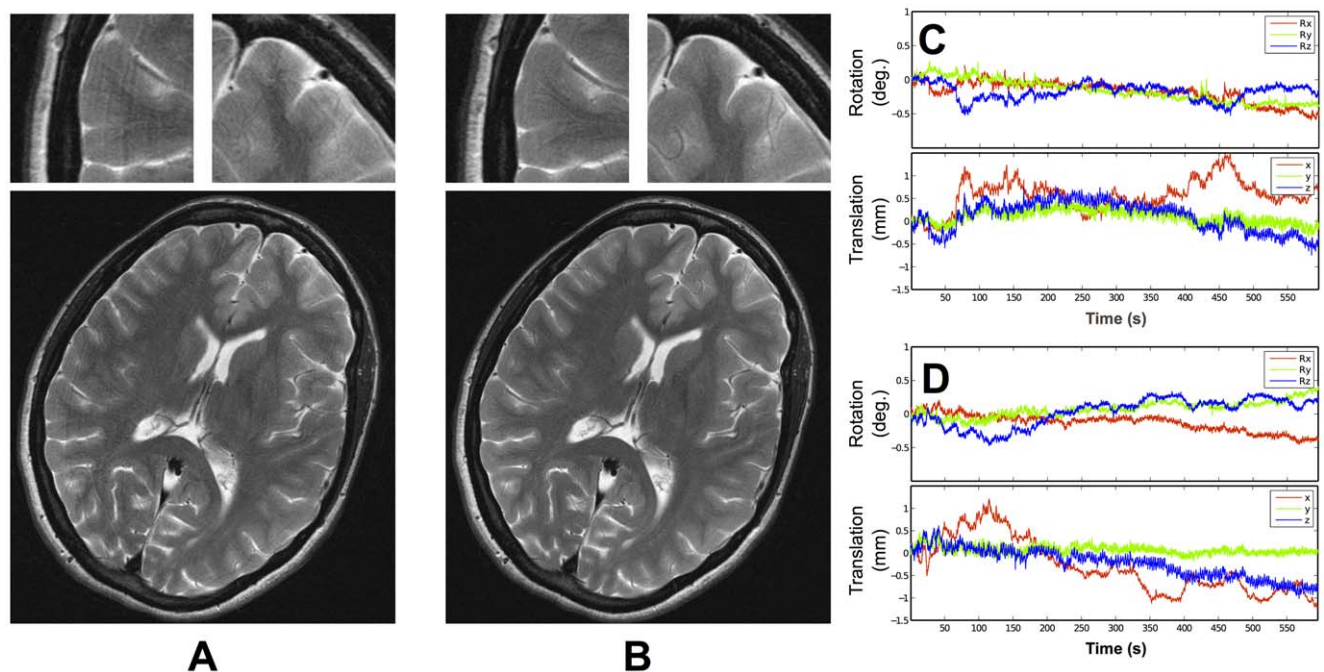 A
B
C
1
0.5
0
-0.5
Rotation
(deg.)
Rx
Ry
Rz
1
0.5
0
-0.5
-1
-1.5
Translation
(mm)
x
y
z
50 100 150 200 250 300 350 400 450 500 550
Time (s)
D
1
0.5
0
-0.5
Rotation
(deg.)
Rx
Ry
Rz
1
0.5
0
-0.5
-1
-1.5
Translation
(mm)
x
y
z
50 100 150 200 250 300 350 400 450 500 550
Time (s)